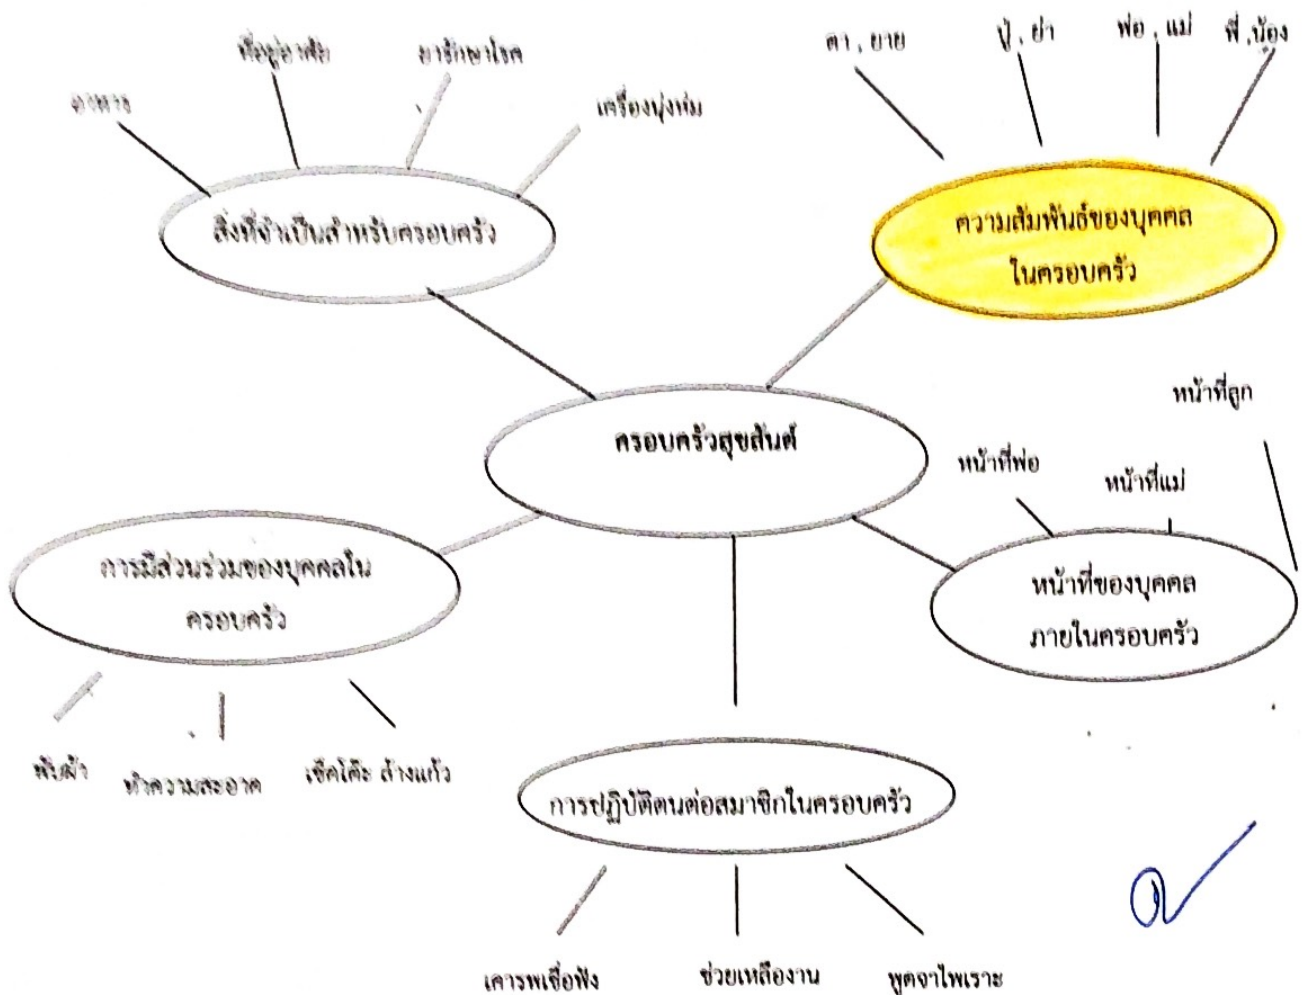 ที่อยู่อาศัย
ยารักษาโรค
อาหาร
เครื่องนุ่งห่ม
ตา , ยาย
ปู่ , ย่า
พ่อ , แม่
พี่ ,น้อง
สิ่งที่จำเป็นสำหรับครอบครัว
ความสัมพันธ์ของบุคคล
ในครอบครัว
ครอบครัวสุขสันต์
หน้าที่ลูก
หน้าที่พ่อ
หน้าที่แม่
การมีส่วนร่วมของบุคคลใน
ครอบครัว
หน้าที่ของบุคคล
ภายในครอบครัว
พับผ้า
ทำความสะอาด
เช็ดโต๊ะ ล้างแก้ว
การปฏิบัติตนต่อสมาชิกในครอบครัว
เคารพเชื่อฟัง
ช่วยเหลืองาน
พูดจาไพเราะ